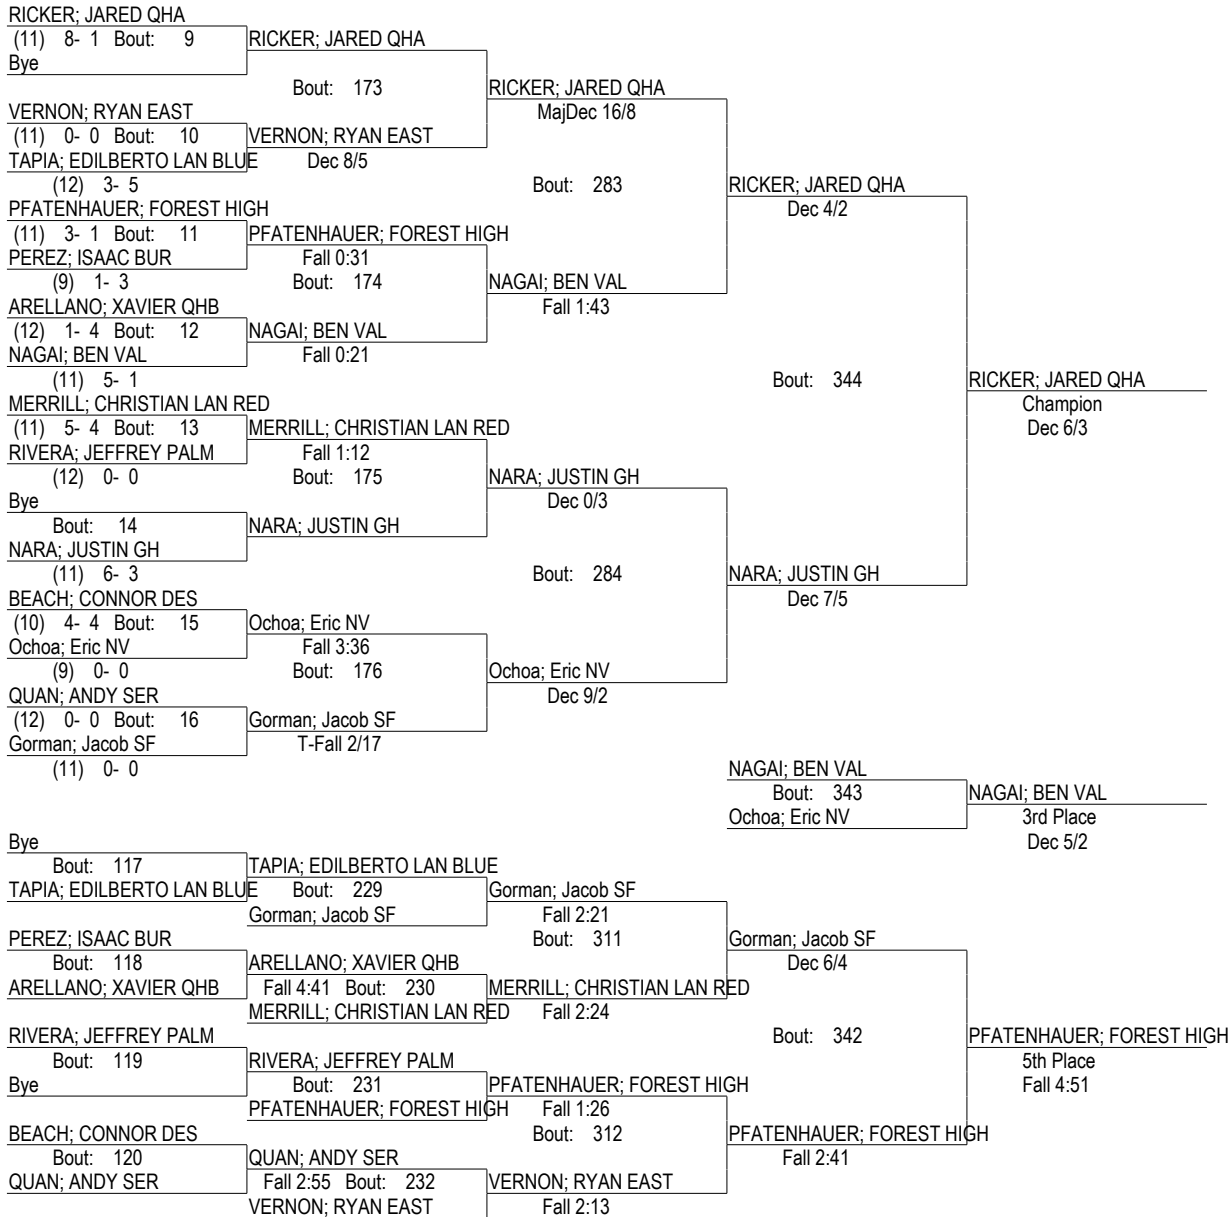 RICKER; JARED QHA
(11) 8- 1 Bout: 9 RICKER; JARED QHA
Bye
Bout: 173 RICKER; JARED QHA
VERNON; RYAN EAST MajDec 16/8
(11) 0- 0 Bout: 10 VERNON; RYAN EAST
TAPIA; EDILBERTO LAN BLUE Dec 8/5
(12) 3- 5 Bout: 283 RICKER; JARED QHA
PFATENHAUER; FOREST HIGH Dec 4/2
(11) 3- 1 Bout: 11 PFATENHAUER; FOREST HIGH
PEREZ; ISAAC BUR Fall 0:31
(9) 1- 3 Bout: 174 NAGAI; BEN VAL
ARELLANO; XAVIER QHB Fall 1:43
(12) 1- 4 Bout: 12 NAGAI; BEN VAL
NAGAI; BEN VAL Fall 0:21
(11) 5- 1 Bout: 344 RICKER; JARED QHA
MERRILL; CHRISTIAN LAN RED Champion
(11) 5- 4 Bout: 13 MERRILL; CHRISTIAN LAN RED Dec 6/3
RIVERA; JEFFREY PALM Fall 1:12
(12) 0- 0 Bout: 175 NARA; JUSTIN GH
Bye Dec 0/3
Bout: 14 NARA; JUSTIN GH
NARA; JUSTIN GH
(11) 6- 3 Bout: 284 NARA; JUSTIN GH
BEACH; CONNOR DES Dec 7/5
(10) 4- 4 Bout: 15 Ochoa; Eric NV
Ochoa; Eric NV Fall 3:36
(9) 0- 0 Bout: 176 Ochoa; Eric NV
QUAN; ANDY SER Dec 9/2
(12) 0- 0 Bout: 16 Gorman; Jacob SF
Gorman; Jacob SF T-Fall 2/17
(11) 0- 0 NAGAI; BEN VAL
Bout: 343 NAGAI; BEN VAL
Ochoa; Eric NV 3rd Place
Bye Dec 5/2
Bout: 117 TAPIA; EDILBERTO LAN BLUE
TAPIA; EDILBERTO LAN BLUE Bout: 229 Gorman; Jacob SF
Gorman; Jacob SF Fall 2:21
PEREZ; ISAAC BUR Bout: 311 Gorman; Jacob SF
Bout: 118 ARELLANO; XAVIER QHB Dec 6/4
ARELLANO; XAVIER QHB Fall 4:41 Bout: 230 MERRILL; CHRISTIAN LAN RED
MERRILL; CHRISTIAN LAN RED Fall 2:24
RIVERA; JEFFREY PALM Bout: 342 PFATENHAUER; FOREST HIGH
Bout: 119 RIVERA; JEFFREY PALM 5th Place
Bye Bout: 231 PFATENHAUER; FOREST HIGH Fall 4:51
PFATENHAUER; FOREST HIGH Fall 1:26
BEACH; CONNOR DES Bout: 312 PFATENHAUER; FOREST HIGH
Bout: 120 QUAN; ANDY SER Fall 2:41
QUAN; ANDY SER Fall 2:55 Bout: 232 VERNON; RYAN EAST
VERNON; RYAN EAST Fall 2:13